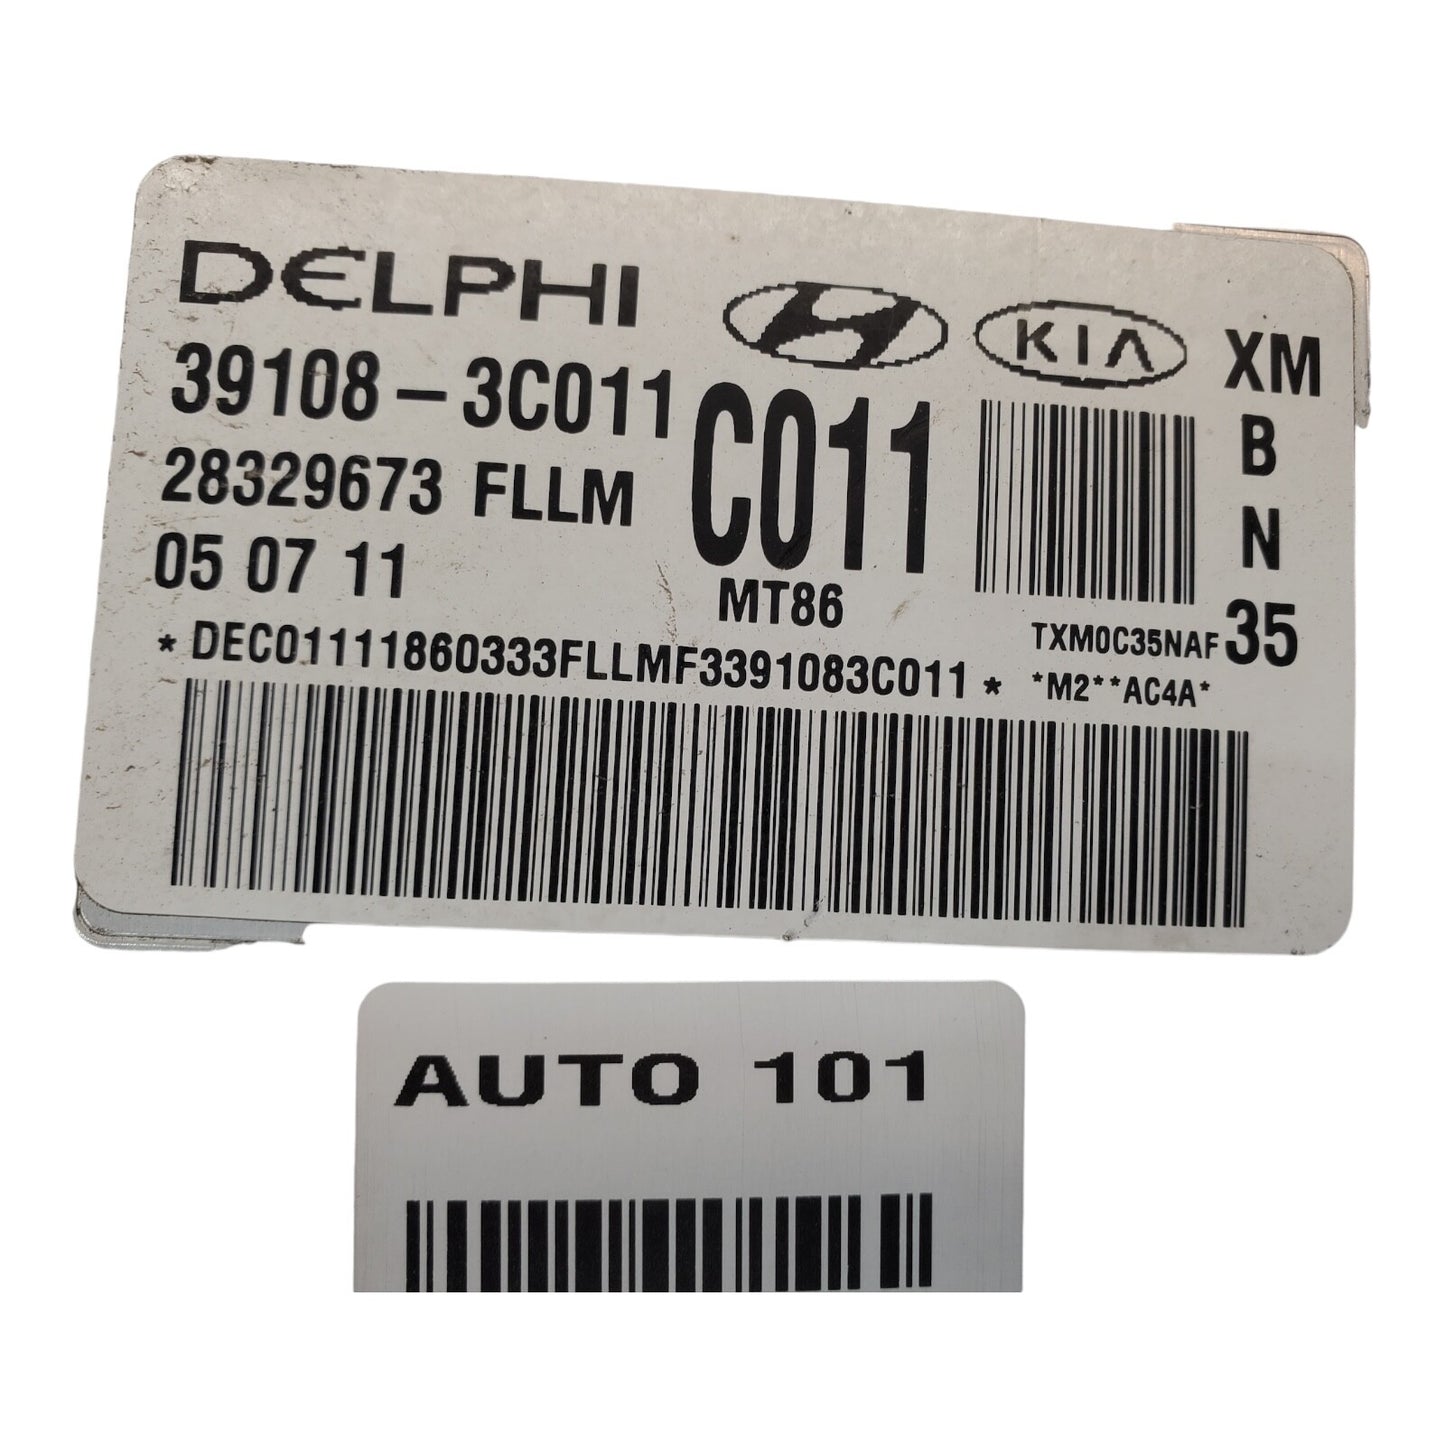 DELPHI
KIA
XM
39108-3C011
C011
B
28329673 FLLM
N
05 07 11
MT86
TXM0C35NAF
35
* DEC01111860333FLLMF3391083C011 *
*M2**AC4A*
AUTO 101